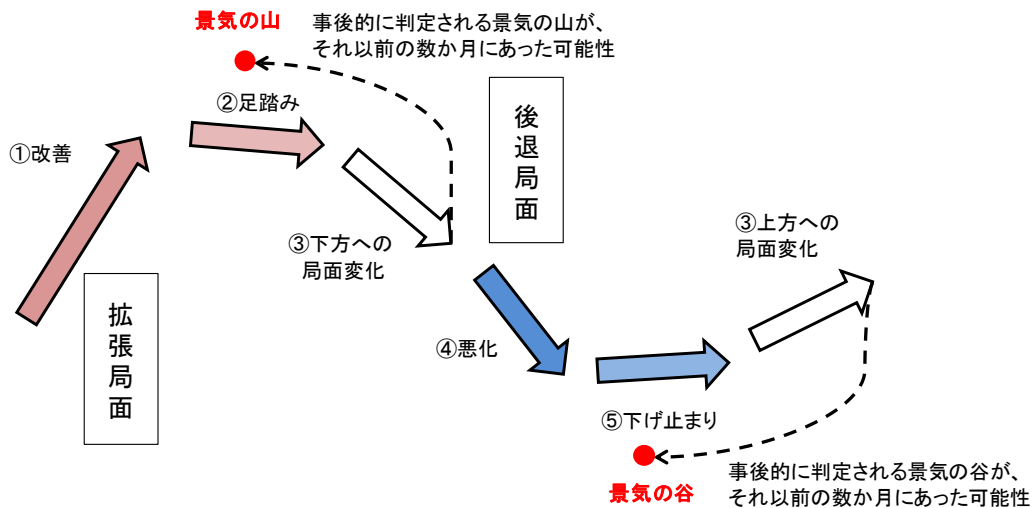 景気の山
事後的に判定される景気の山が、
それ以前の数か月にあった可能性
②足踏み
①改善
後退局面
③下方への
局面変化
③上方への
局面変化
拡張局面
④悪化
⑤下げ止まり
景気の谷
事後的に判定される景気の谷が、
それ以前の数か月にあった可能性